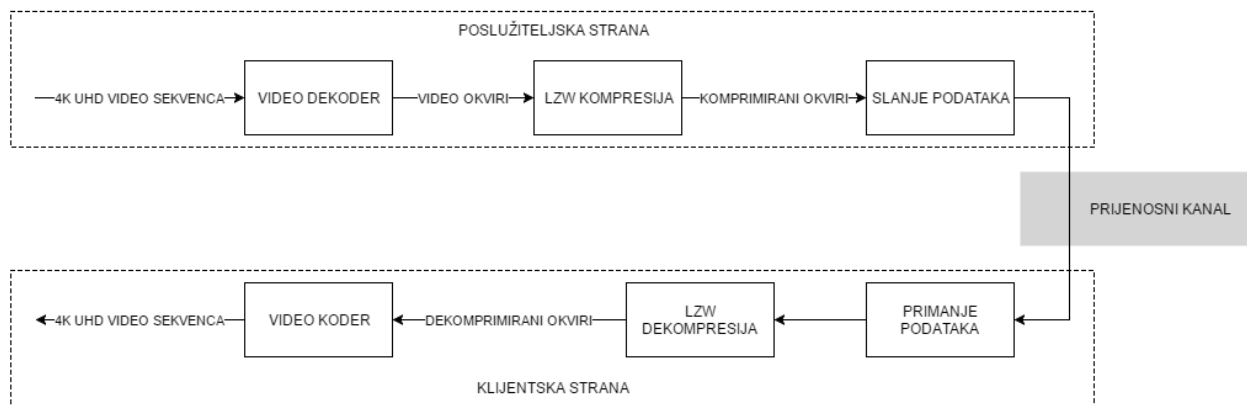 POSLUŽITELJSKA STRANA
4K UHD VIDEO SEKVENCA
VIDEO DEKODER
VIDEO OKVIRI
LZW KOMPRESIJA
KOMPRIMIRANI OKVIRI
SLANJE PODATAKA
PRIJENOSNI KANAL
4K UHD VIDEO SEKVENCA
VIDEO KODER
DEKOMPRIMIRANI OKVIRI
LZW
DEKOMPRESIJA
PRIMANJE
PODATAKA
KLIJENTSKA STRANA